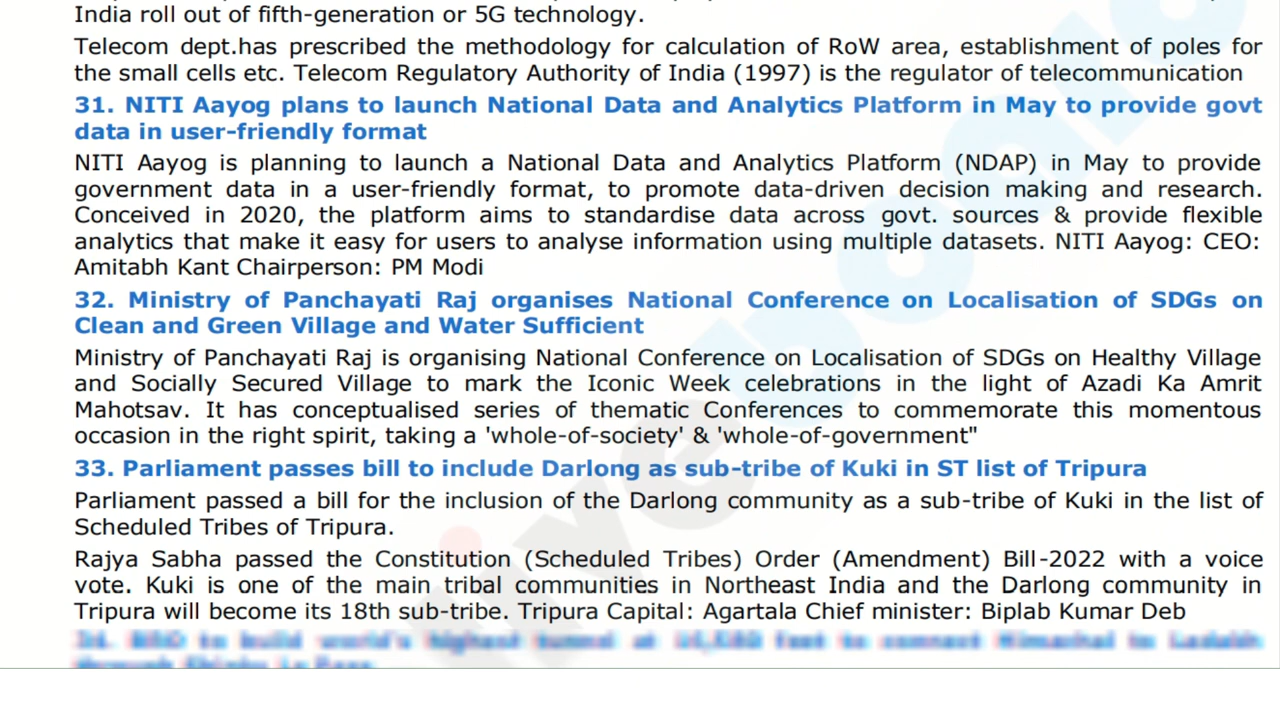 India roll out of fifth-generation or 5G technology.
Telecom dept.has prescribed the methodology for calculation of RoW area, establishment of poles for
the small cells etc. Telecom Regulatory Authority of India (1997) is the regulator of telecommunication
31. NITI Aayog plans to launch National Data and Analytics Platform in May to provide govt
data in user-friendly format
NITI Aayog is planning to launch a National Data and Analytics Platform (NDAP) in May to provide
government data in a user-friendly format, to promote data-driven decision making and research.
Conceived in 2020, the platform aims to standardise data across govt. sources & provide flexible
analytics that make it easy for users to analyse information using multiple datasets. NITI Aayog: CEO:
Amitabh Kant Chairperson: PM Modi
32. Ministry of Panchayati Raj organises National Conference on Localisation of SDGs on
Clean and Green Village and Water Sufficient
Ministry of Panchayati Raj is organising National Conference on Localisation of SDGs on Healthy Village
and Socially Secured Village to mark the Iconic Week celebrations in the light of Azadi Ka Amrit
Mahotsav. It has conceptualised series of thematic Conferences to commemorate this momentous
occasion in the right spirit, taking a 'whole-of-society' & 'whole-of-government"
33. Parliament passes bill to include Darlong as sub-tribe of Kuki in ST list of Tripura
Parliament passed a bill for the inclusion of the Darlong community as a sub-tribe of Kuki in the list of
Scheduled Tribes of Tripura.
Rajya Sabha passed the Constitution (Scheduled Tribes) Order (Amendment) Bill-2022 with a voice
vote. Kuki is one of the main tribal communities in Northeast India and the Darlong community in
Tripura will become its 18th sub-tribe. Tripura Capital: Agartala Chief minister: Biplab Kumar Deb
34. BRO to build world's highest tunnel at feet to connect Himachal to Ladakh
through